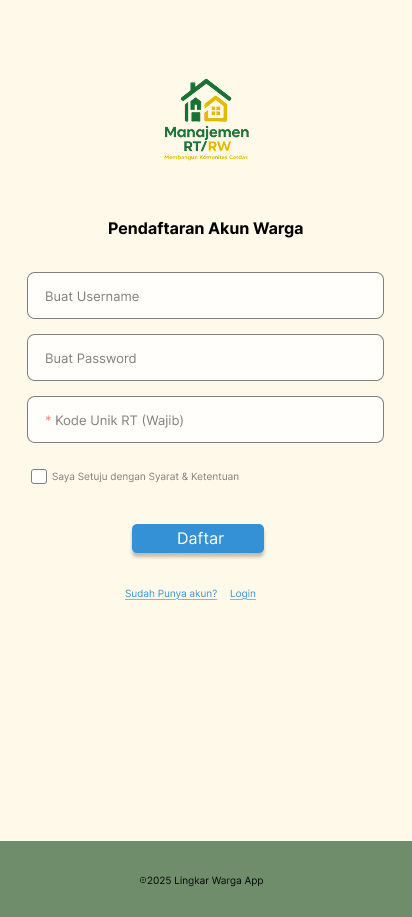 Manajemen
RT/RW
Membangun Komunitas Cerdas
Pendaftaran Akun Warga
Buat Username
Buat Password
* Kode Unik RT (Wajib)
Saya Setuju dengan Syarat & Ketentuan
Daftar
Sudah Punya akun? Login
©2025 Lingkar Warga App